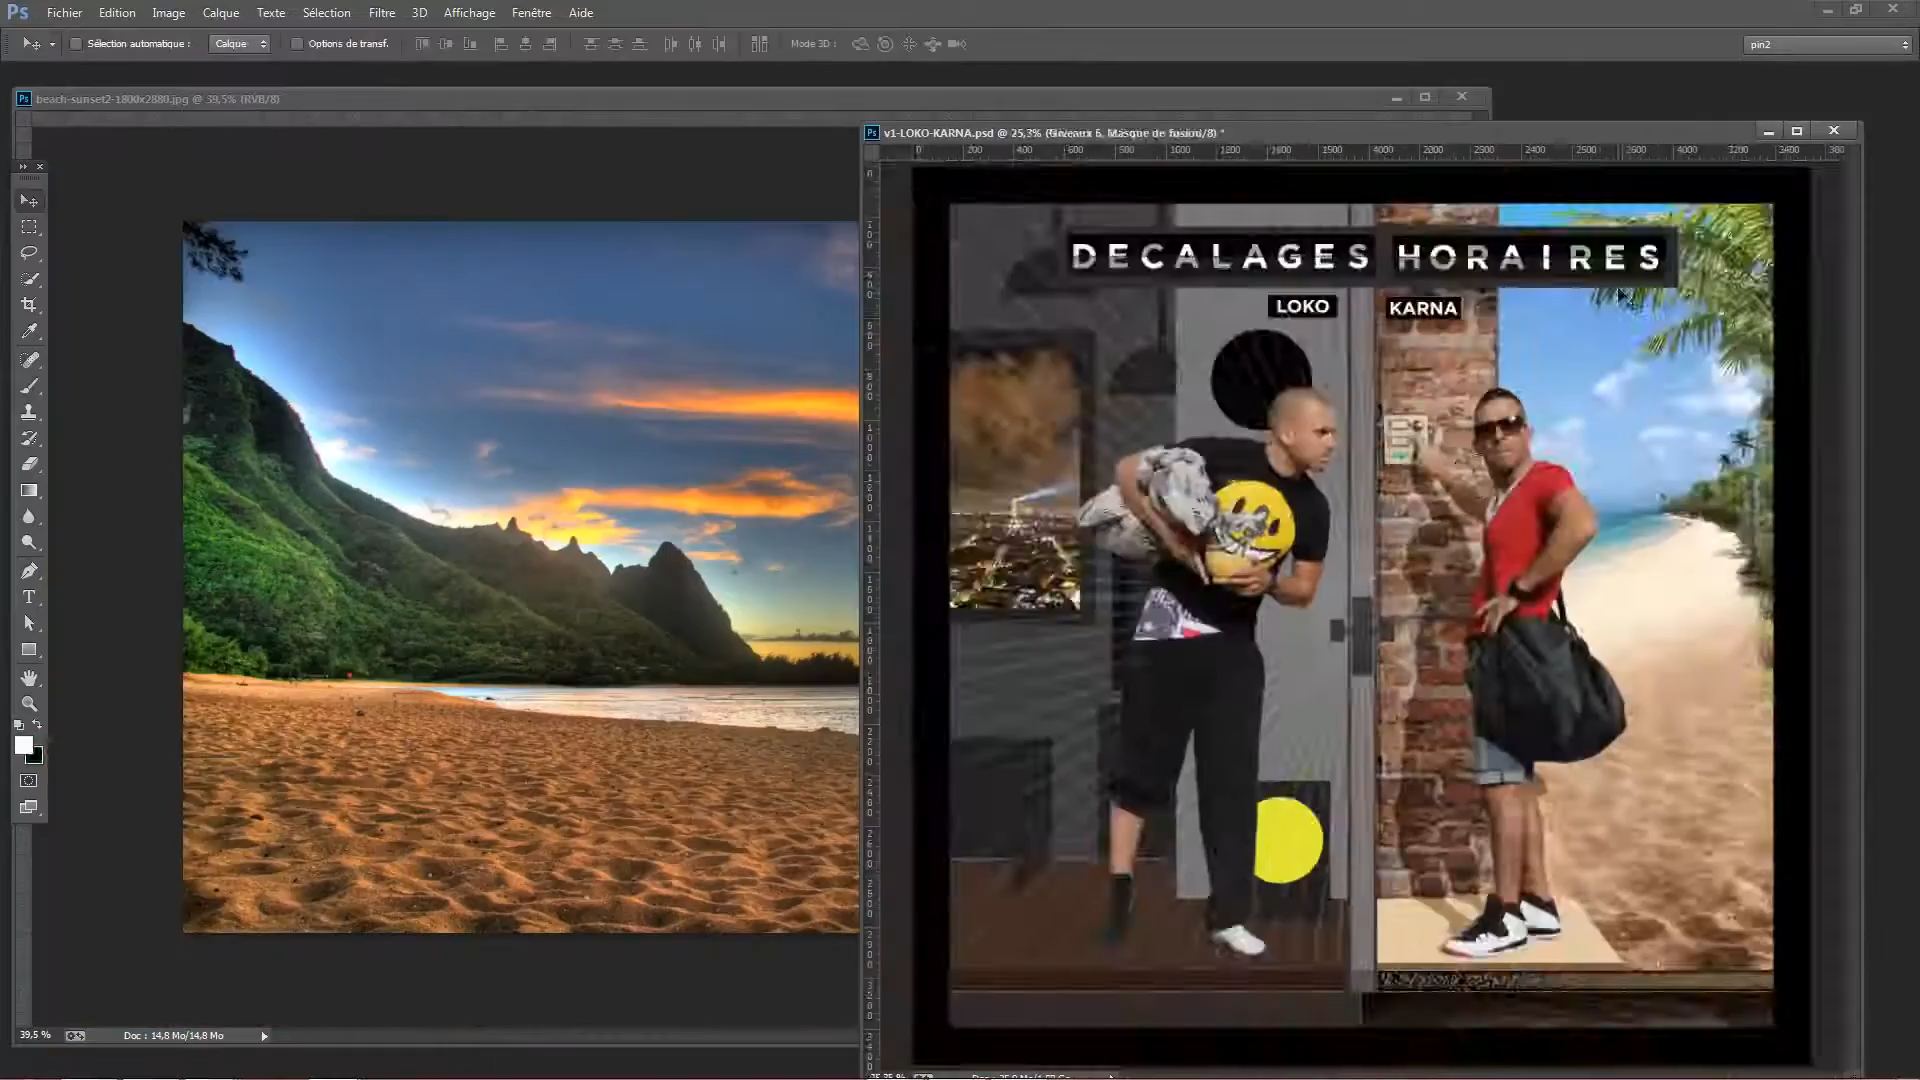 Ps Fichier Edition Image Calque Texte Sélection Filtre 3D Affichage Fenêtre Aide
Sélection automatique : Calque Options de transf. Mode 3D : pin2
Ps beach-sunset2-1800x2880.jpg @ 39,5% (RVB/8)
Ps v1-LOKO-KARNA.psd @ 25,3% Masque de fusion/8) *
DECALAGES HORAIRES
LOKO KARNA
T
39,5 % Doc : 14,8 Mo/14,8 Mo